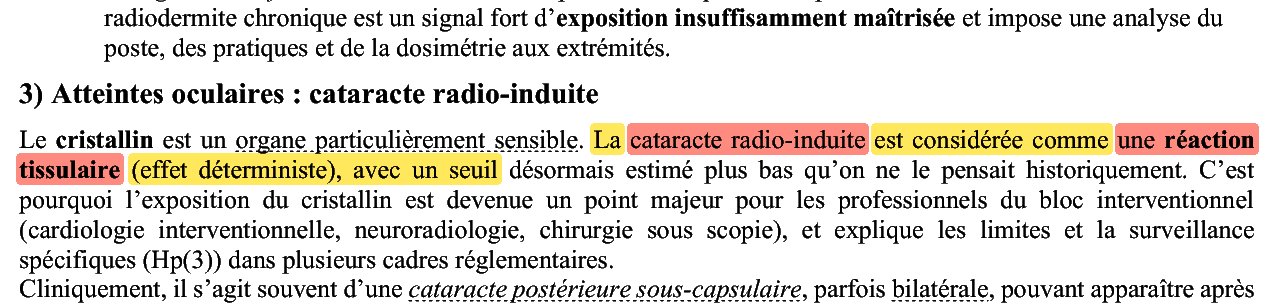 radiodermite chronique est un signal fort d’exposition insuffisamment maîtrisée et impose une analyse du
poste, des pratiques et de la dosimétrie aux extrémités.
3) Atteintes oculaires : cataracte radio-induite
Le cristallin est un organe particulièrement sensible. La cataracte radio-induite est considérée comme une réaction
tissulaire (effet déterministe), avec un seuil désormais estimé plus bas qu’on ne le pensait historiquement. C’est
pourquoi l’exposition du cristallin est devenue un point majeur pour les professionnels du bloc interventionnel
(cardiologie interventionnelle, neuroradiologie, chirurgie sous scopie), et explique les limites et la surveillance
spécifiques (Hp(3)) dans plusieurs cadres réglementaires.
Cliniquement, il s’agit souvent d’une cataracte postérieure sous-capsulaire, parfois bilatérale, pouvant apparaître après